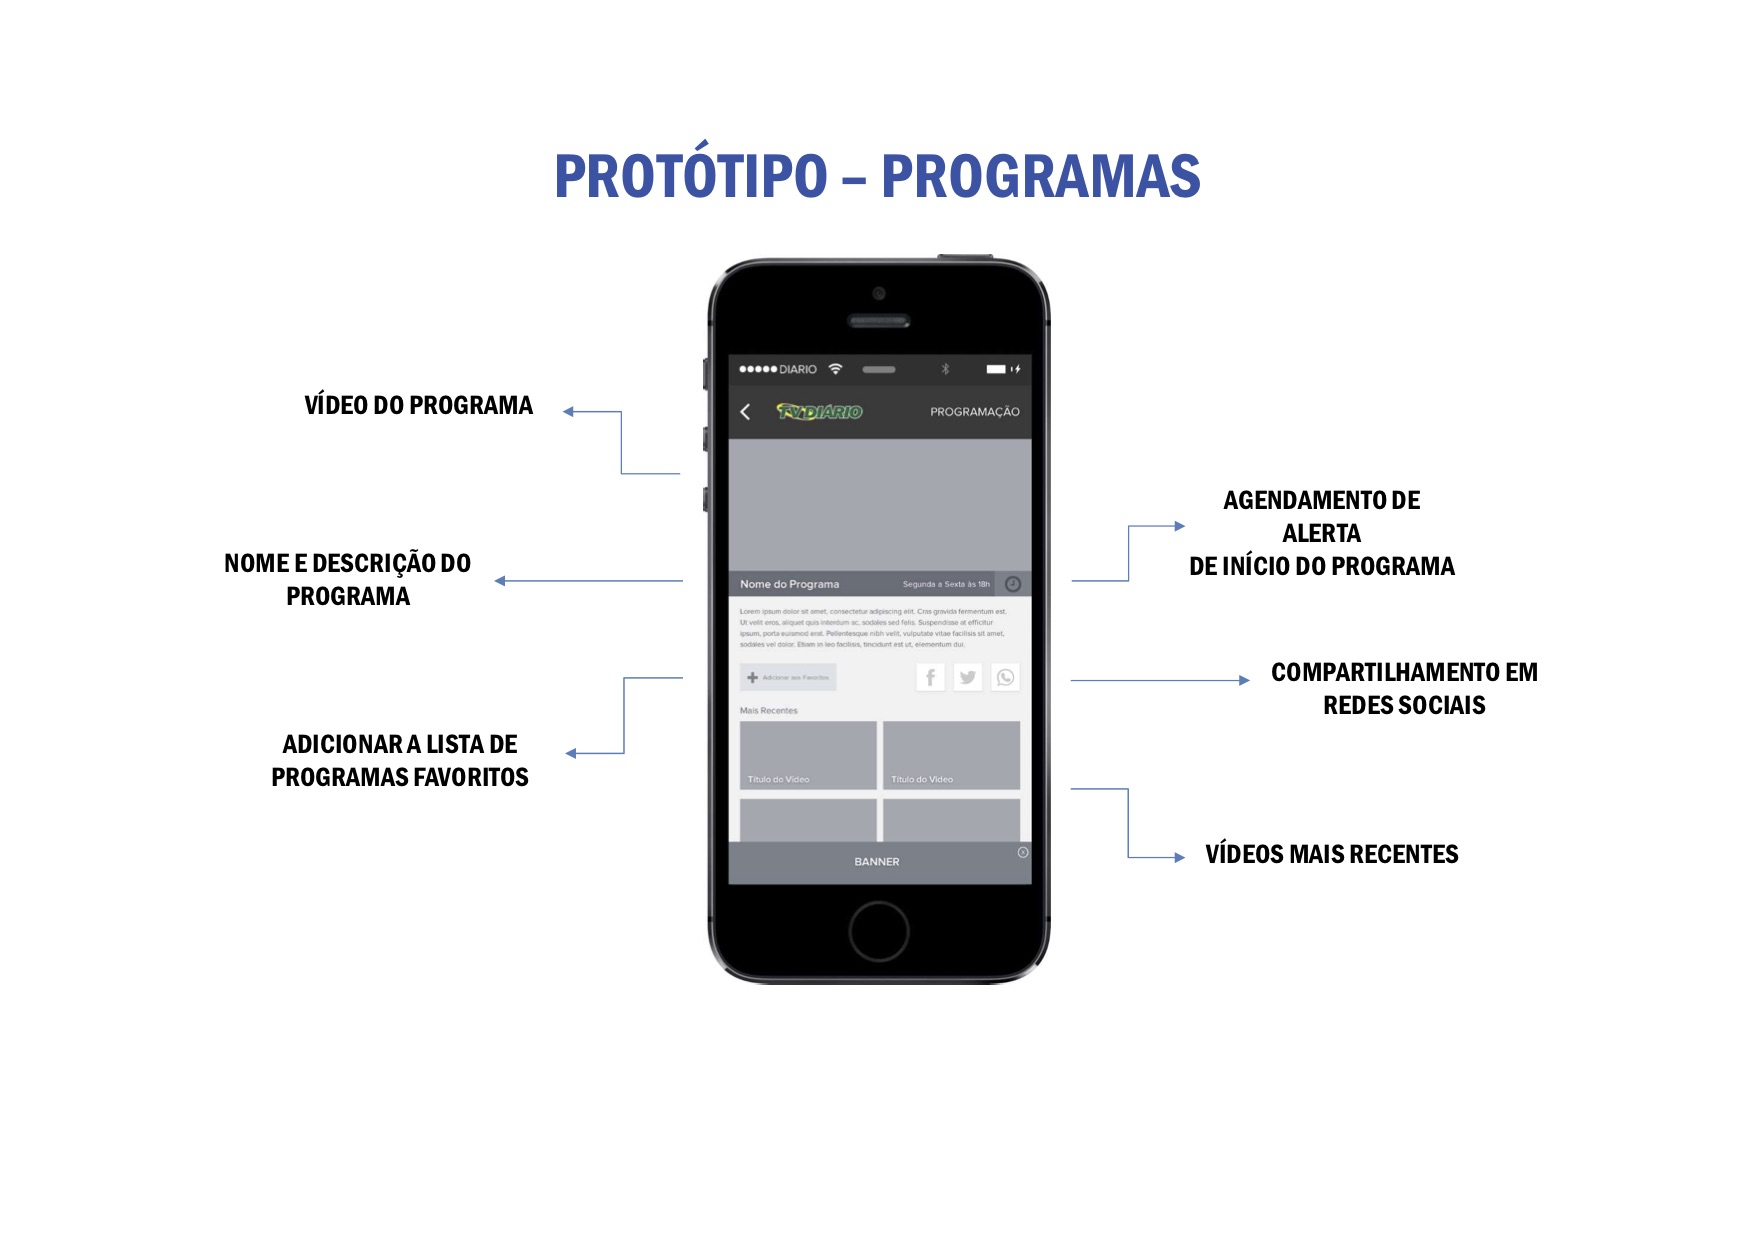 PROTÓTIPO – PROGRAMAS
VÍDEO DO PROGRAMA
NOME E DESCRIÇÃO DO
PROGRAMA
ADICIONAR A LISTA DE
PROGRAMAS FAVORITOS
DIARIO
TV DIÁRIO
PROGRAMAÇÃO
Nome do Programa
Segunda a Sexta às 18h
Lorem ipsum dolor sit amet, consectetur adipiscing elit. Cras gravida fermentum est.
Ut velit eros, aliquet quis interdum ac, sodales sed felis. Suspendisse at efficitur
ipsum, porta euismod erat. Pellentesque nibh velit, vulputate vitae facilisis sit amet,
sodales vel dolor. Etiam in leo facilisis, tincidunt est ut, elementum dui.
Adicionar aos Favoritos
Mais Recentes
Título do Vídeo
Título do Vídeo
BANNER
AGENDAMENTO DE
ALERTA
DE INÍCIO DO PROGRAMA
COMPARTILHAMENTO EM
REDES SOCIAIS
VÍDEOS MAIS RECENTES